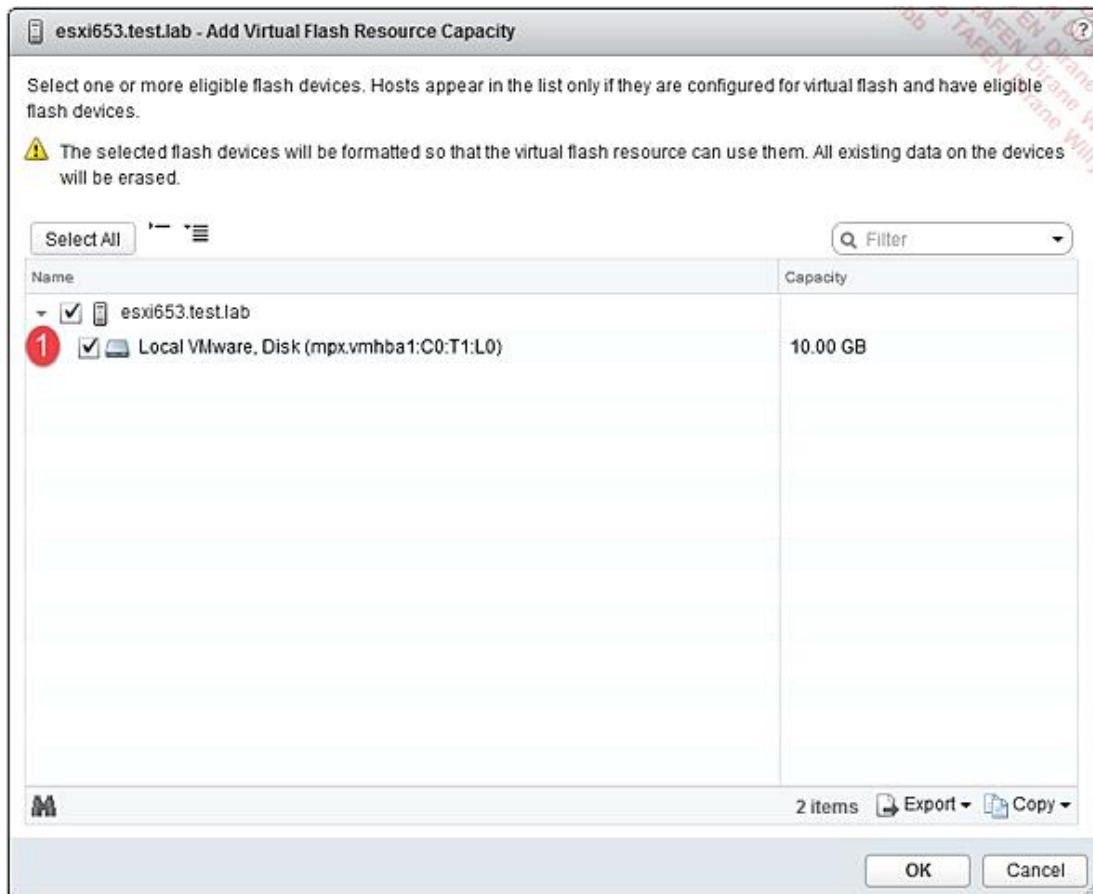 esxi653.test.lab - Add Virtual Flash Resource Capacity
?
Select one or more eligible flash devices. Hosts appear in the list only if they are configured for virtual flash and have eligible
flash devices.
The selected flash devices will be formatted so that the virtual flash resource can use them. All existing data on the devices
will be erased.
Select All
Filter
Name Capacity
esxi653.test.lab
1 Local VMware, Disk (mpx.vmhba1:C0:T1:L0) 10.00 GB
2 items Export Copy
OK Cancel